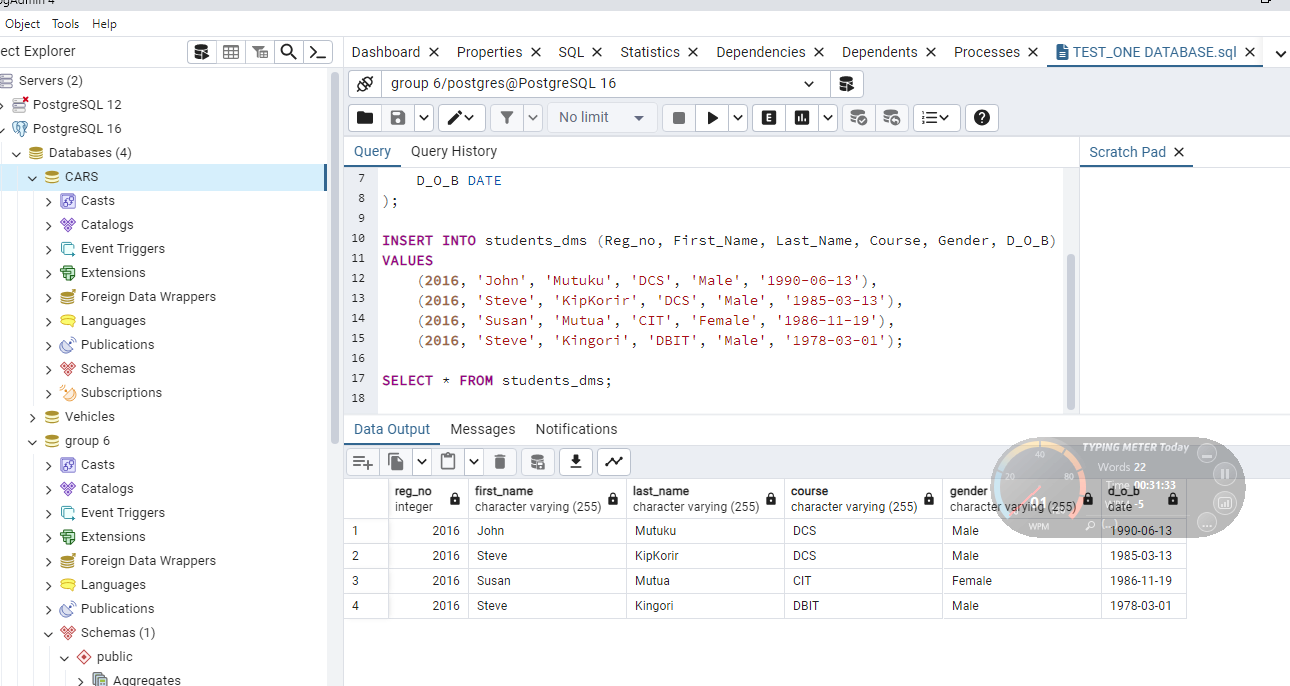 Object Tools Help
ect Explorer
Servers (2)
PostgreSQL 12
PostgreSQL 16
Databases (4)
CARS
Casts
Catalogs
Event Triggers
Extensions
Foreign Data Wrappers
Languages
Publications
Schemas
Subscriptions
Vehicles
group 6
Casts
Catalogs
Event Triggers
Extensions
Foreign Data Wrappers
Languages
Publications
Schemas (1)
public
Aggregates
Dashboard Properties SQL Statistics Dependencies Dependents Processes TEST_ONE DATABASE.sql
group 6/postgres@PostgreSQL 16
No limit
E
Query Query History
7 D_O_B DATE
8 );
9
10 INSERT INTO students_dms (Reg_no, First_Name, Last_Name, Course, Gender, D_O_B)
11 VALUES
12 (2016, 'John', 'Mutuku', 'DCS', 'Male', '1990-06-13'),
13 (2016, 'Steve', 'KipKorir', 'DCS', 'Male', '1985-03-13'),
14 (2016, 'Susan', 'Mutua', 'CIT', 'Female', '1986-11-19'),
15 (2016, 'Steve', 'Kingori', 'DBIT', 'Male', '1978-03-01');
16
17 SELECT * FROM students_dms;
18
Scratch Pad
Data Output Messages Notifications
reg_no first_name last_name course gender d_o_b
integer character varying (255) character varying (255) character varying (255) character varying (255) date
1 2016 John Mutuku DCS Male 1990-06-13
2 2016 Steve KipKorir DCS Male 1985-03-13
3 2016 Susan Mutua CIT Female 1986-11-19
4 2016 Steve Kingori DBIT Male 1978-03-01
TYPING METER Today
Words 22
Time 00:31:33
-5
20 40 80
01
WPM